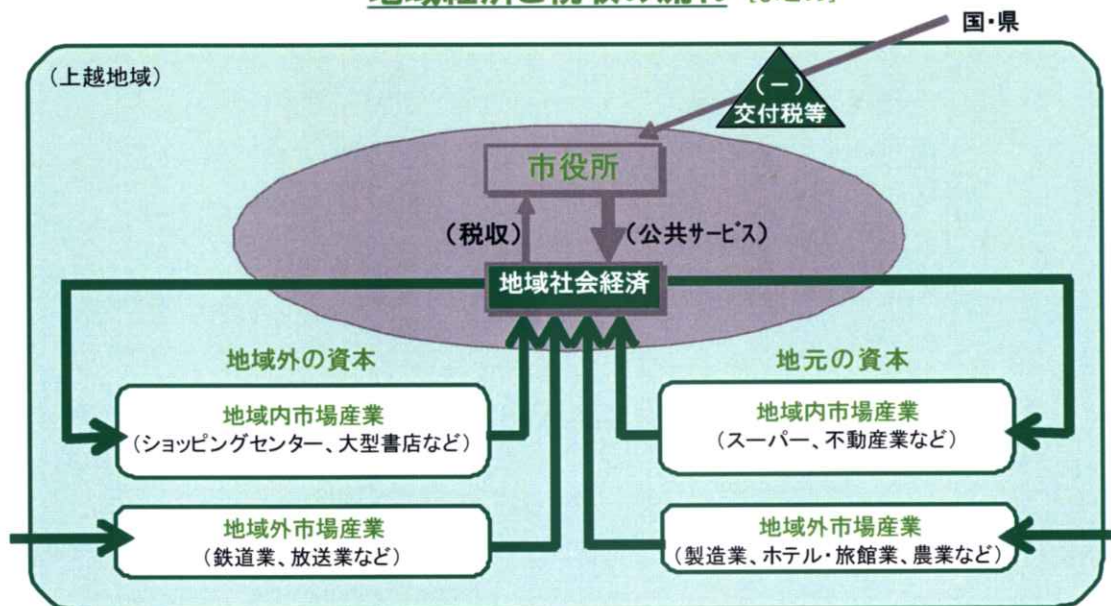 国・県
(上越地域)
(－)
交付税等
市役所
(税収)
(公共サービス)
地域社会経済
地域外の資本
地元の資本
地域内市場産業
(ショッピングセンター、大型書店など)
地域内市場産業
(スーパー、不動産業など)
地域外市場産業
(鉄道業、放送業など)
地域外市場産業
(製造業、ホテル・旅館業、農業など)